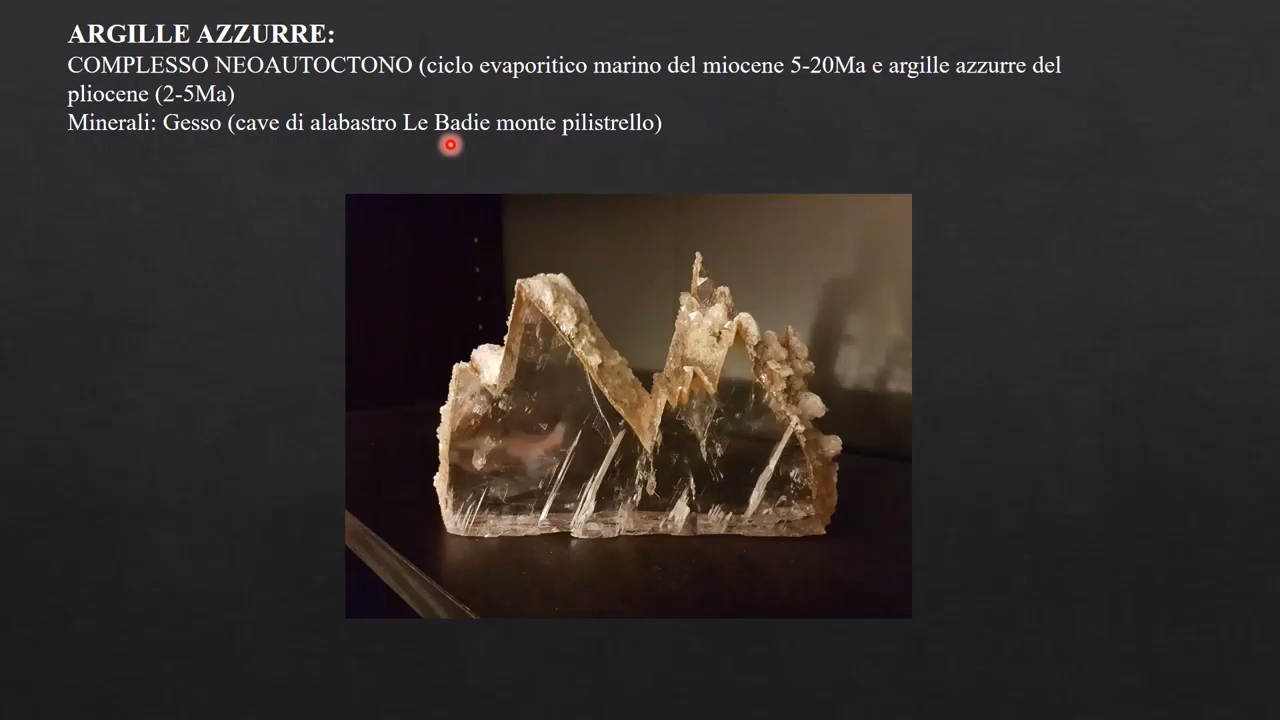 ARGILLE AZZURRE:
COMPLESSO NEOAUTOCTONO (ciclo evaporitico marino del miocene 5-20Ma e argille azzurre del
pliocene (2-5Ma)
Minerali: Gesso (cave di alabastro Le Badie monte pilistrello)